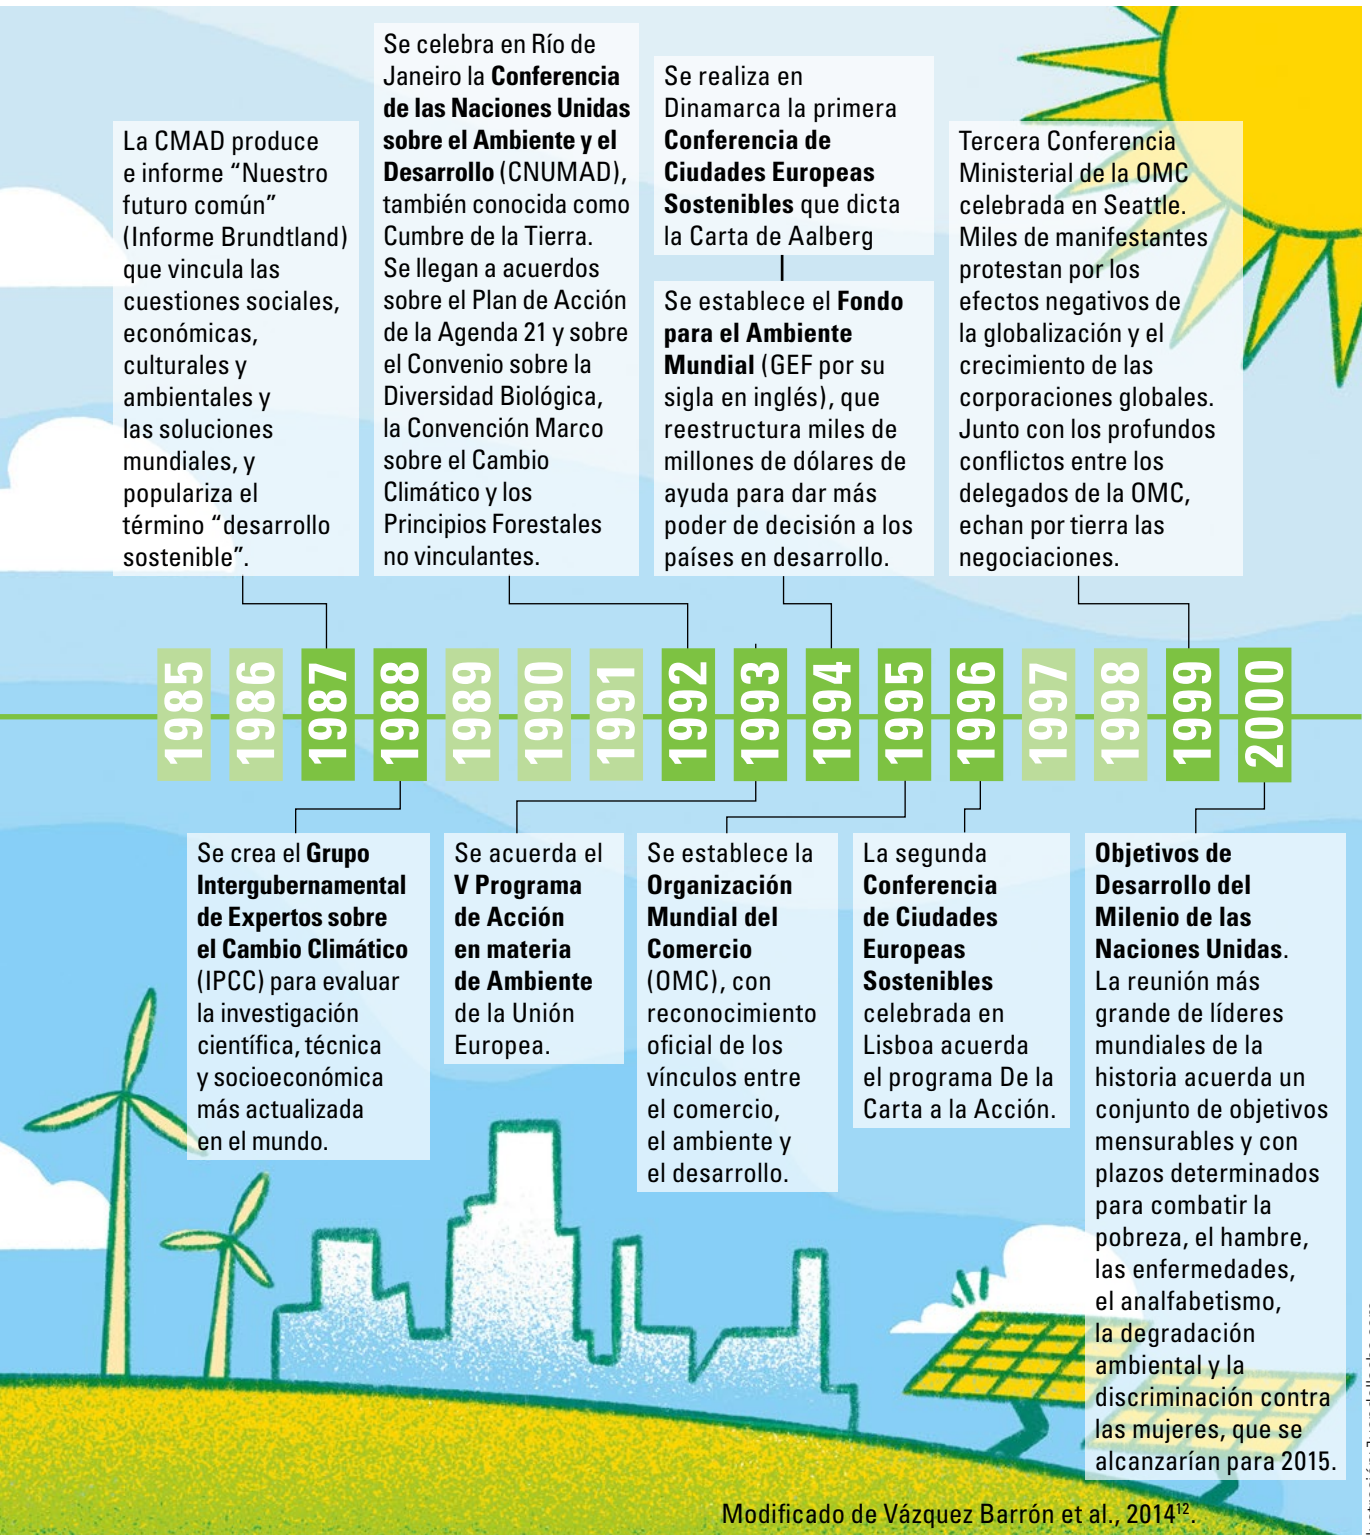 La CMAD produce
e informe “Nuestro
futuro común”
(Informe Brundtland)
que vincula las
cuestiones sociales,
económicas,
culturales y
ambientales y
las soluciones
mundiales, y
populariza el
término “desarrollo
sostenible”.
Se celebra en Río de
Janeiro la Conferencia
de las Naciones Unidas
sobre el Ambiente y el
Desarrollo (CNUMAD),
también conocida como
Cumbre de la Tierra.
Se llegan a acuerdos
sobre el Plan de Acción
de la Agenda 21 y sobre
el Convenio sobre la
Diversidad Biológica,
la Convención Marco
sobre el Cambio
Climático y los
Principios Forestales
no vinculantes.
Se realiza en
Dinamarca la primera
Conferencia de
Ciudades Europeas
Sostenibles que dicta
la Carta de Aalberg
Se establece el Fondo
para el Ambiente
Mundial (GEF por su
sigla en inglés), que
reestructura miles de
millones de dólares de
ayuda para dar más
poder de decisión a los
países en desarrollo.
Tercera Conferencia
Ministerial de la OMC
celebrada en Seattle.
Miles de manifestantes
protestan por los
efectos negativos de
la globalización y el
crecimiento de las
corporaciones globales.
Junto con los profundos
conflictos entre los
delegados de la OMC,
echan por tierra las
negociaciones.
1985
1986
1987
1988
1989
1990
1991
1992
1993
1994
1995
1996
1997
1998
1999
2000
Se crea el Grupo
Intergubernamental
de Expertos sobre
el Cambio Climático
(IPCC) para evaluar
la investigación
científica, técnica
y socioeconómica
más actualizada
en el mundo.
Se acuerda el
V Programa
de Acción
en materia
de Ambiente
de la Unión
Europea.
Se establece la
Organización
Mundial del
Comercio
(OMC), con
reconocimiento
oficial de los
vínculos entre
el comercio,
el ambiente y
el desarrollo.
La segunda
Conferencia
de Ciudades
Europeas
Sostenibles
celebrada en
Lisboa acuerda
el programa De la
Carta a la Acción.
Objetivos de
Desarrollo del
Milenio de las
Naciones Unidas.
La reunión más
grande de líderes
mundiales de la
historia acuerda un
conjunto de objetivos
mensurables y con
plazos determinados
para combatir la
pobreza, el hambre,
las enfermedades,
el analfabetismo,
la degradación
ambiental y la
discriminación contra
las mujeres, que se
alcanzarían para 2015.
Modificado de Vázquez Barrón et al., 2014¹².